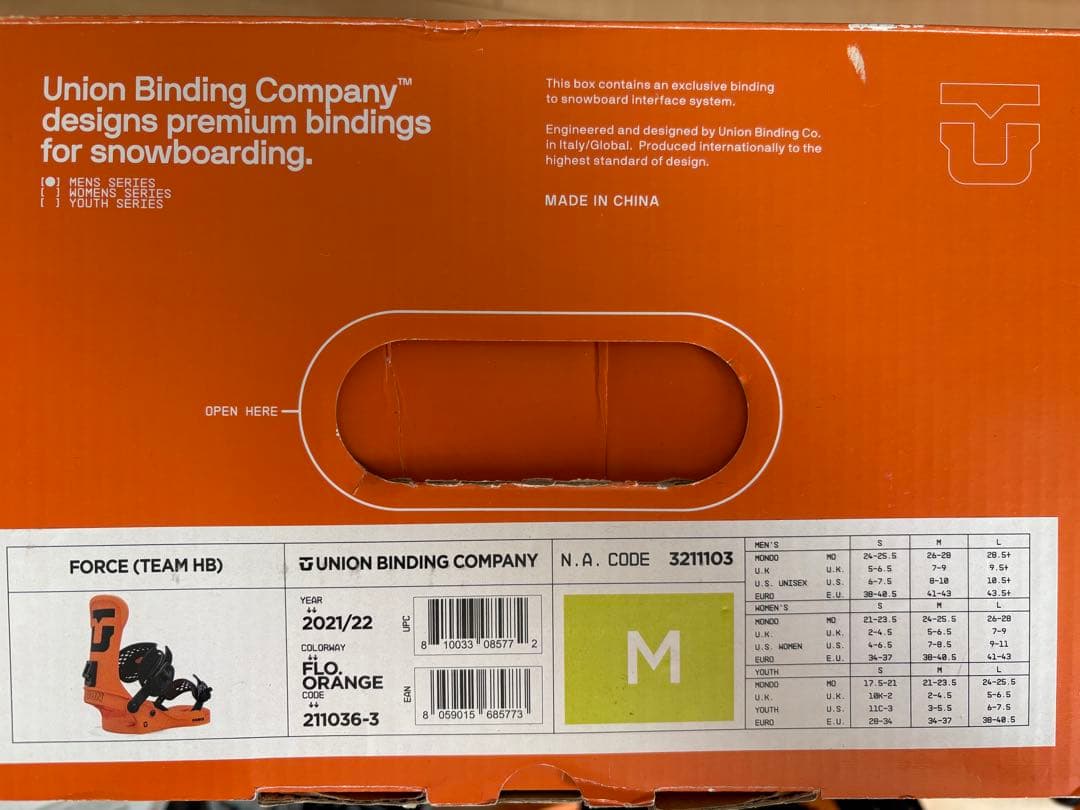 Union Binding Company™
designs premium bindings
for snowboarding.
[●] MENS SERIES
[ ] WOMENS SERIES
[ ] YOUTH SERIES
This box contains an exclusive binding
to snowboard interface system.
Engineered and designed by Union Binding Co.
in Italy/Global. Produced internationally to the
highest standard of design.
MADE IN CHINA
OPEN HERE
FORCE (TEAM HB)
UNION BINDING COMPANY
N.A. CODE 3211103
YEAR
↓↓
2021/22
COLORWAY
↓↓
FLO.
ORANGE
CODE
↓↓
211036-3
UPC
8 10033 08577 2
EAN
8 059015 685773
M
MEN'S S M L
MONDO MO 24-25.5 26-28 28.5+
U.K U.K. 5-6.5 7-9 9.5+
U.S. UNISEX U.S. 6-7.5 8-10 10.5+
EURO E.U. 38-40.5 41-43 43.5+
WOMEN'S S M L
MONDO MO 21-23.5 24-25.5 26-28
U.K. U.K. 2-4.5 5-6.5 7-9
U.S. WOMEN U.S. 4-6.5 7-8.5 9-11
EURO E.U. 34-37 38-40.5 41-43
YOUTH S M L
MONDO MO 17.5-21 21-23.5 24-25.5
U.K. U.K. 10K-2 2-4.5 5-6.5
YOUTH U.S. 11C-3 3-5.5 6-7.5
EURO E.U. 28-34 34-37 38-40.5